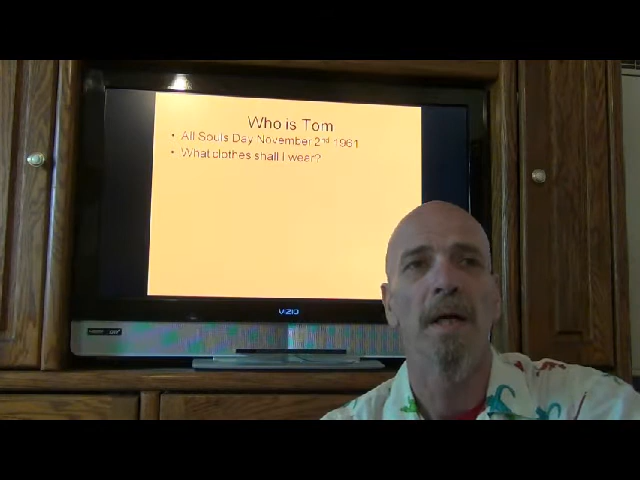 Who is Tom
• All Souls Day November 2nd 1961
• What clothes shall I wear?
VIZIO